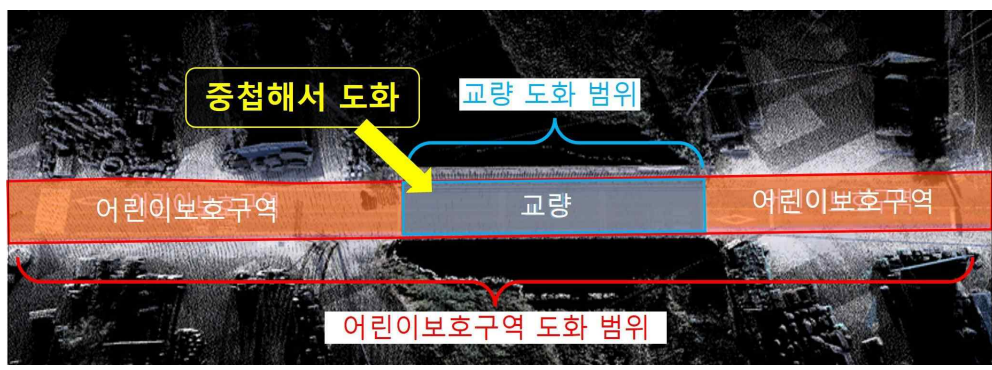 중첩해서 도화
교량 도화 범위
어린이보호구역
교량
어린이보호구역
어린이보호구역 도화 범위